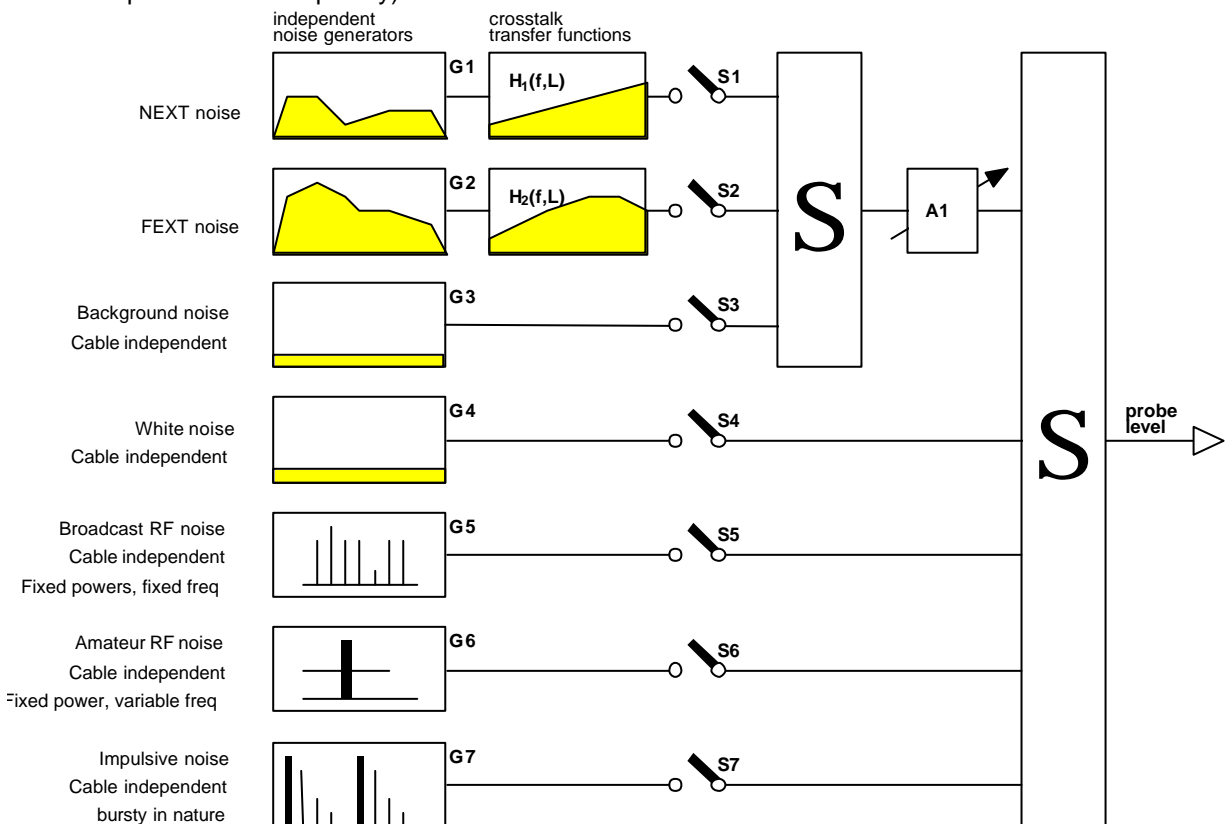 independent
noise generators
crosstalk
transfer functions
G1
H1(f,L)
S1
NEXT noise
G2
H2(f,L)
S2
FEXT noise
S
A1
G3
S3
Background noise
Cable independent
G4
S4
White noise
Cable independent
S
probe
level
G5
S5
Broadcast RF noise
Cable independent
Fixed powers, fixed freq
G6
S6
Amateur RF noise
Cable independent
Fixed power, variable freq
G7
S7
Impulsive noise
Cable independent
bursty in nature